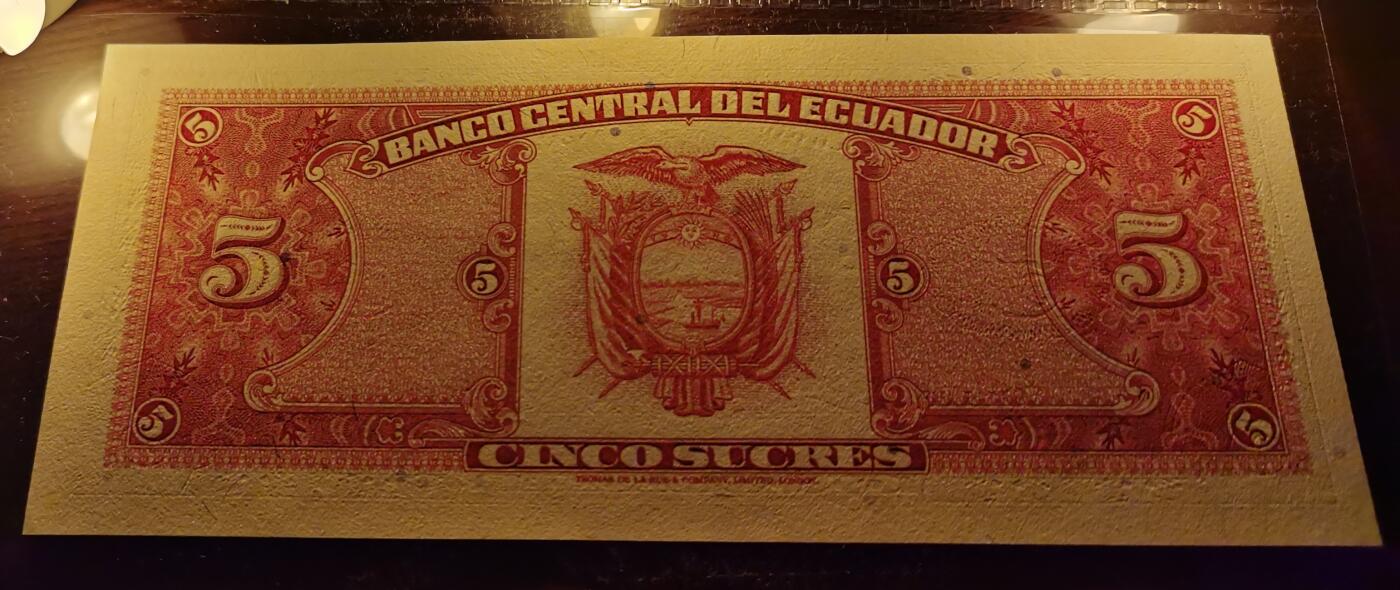 BANCO CENTRAL DEL ECUADOR
5 5
5 5 5 5
5 5
CINCO SUCRES
THOMAS DE LA RUE & COMPANY, LIMITED, LONDON.